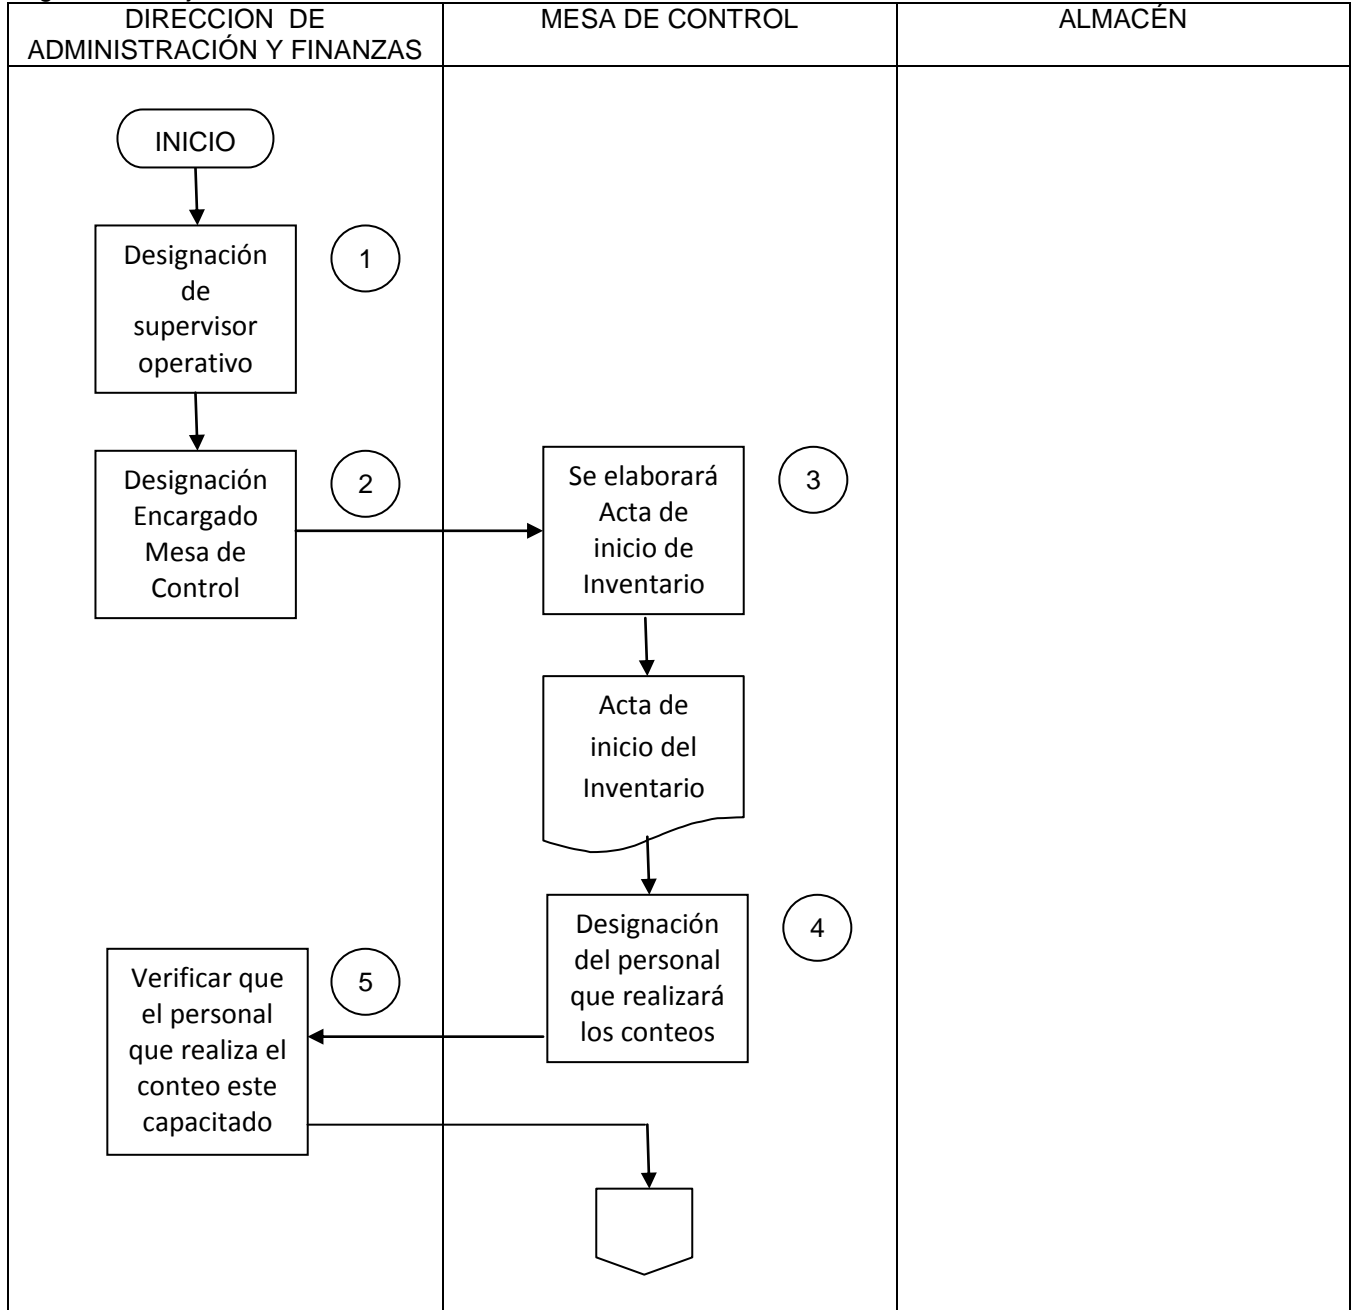 DIRECCION DE
ADMINISTRACIÓN Y FINANZAS
MESA DE CONTROL
ALMACÉN
INICIO
Designación
de
supervisor
operativo
1
Designación
Encargado
Mesa de
Control
2
Se elaborará
Acta de
inicio de
Inventario
3
Acta de
inicio del
Inventario
Designación
del personal
que realizará
los conteos
4
Verificar que
el personal
que realiza el
conteo este
capacitado
5